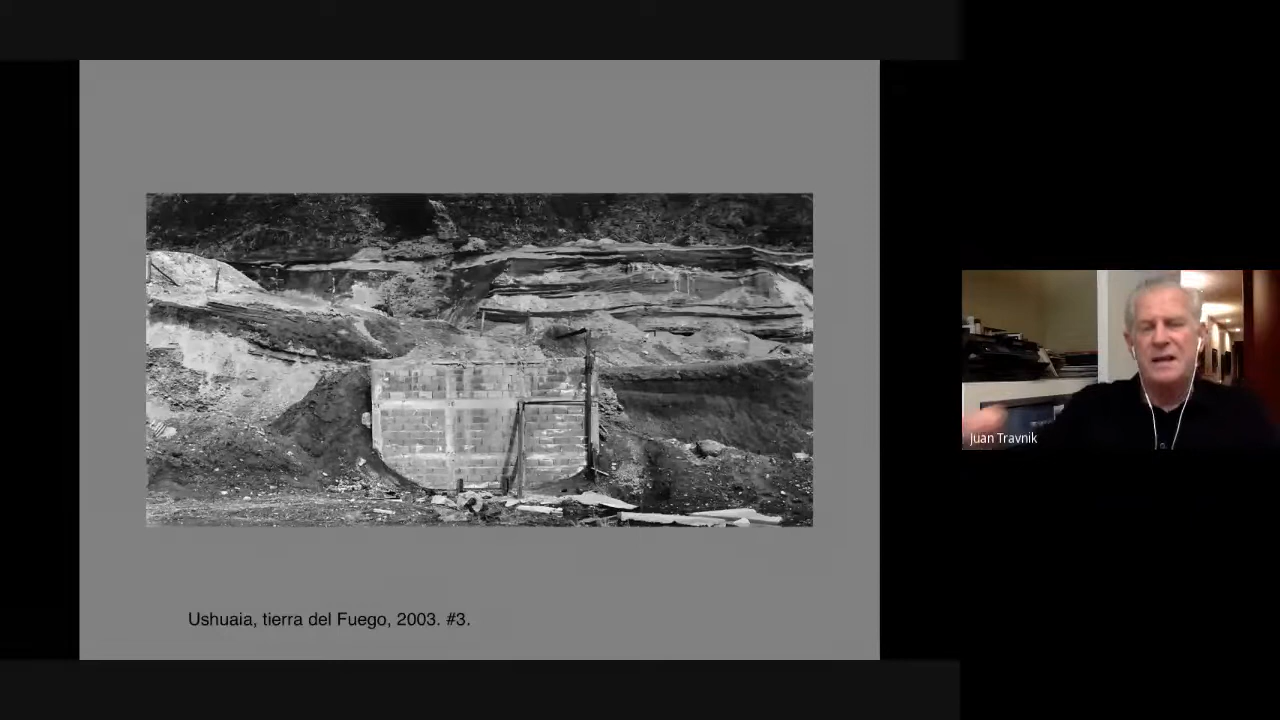 Ushuaia, tierra del Fuego, 2003. #3.
Juan Travnik